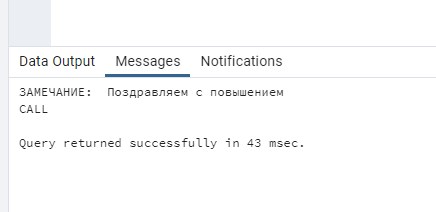 Data Output Messages Notifications
ЗАМЕЧАНИЕ:  Поздравляем с повышением
CALL
Query returned successfully in 43 msec.